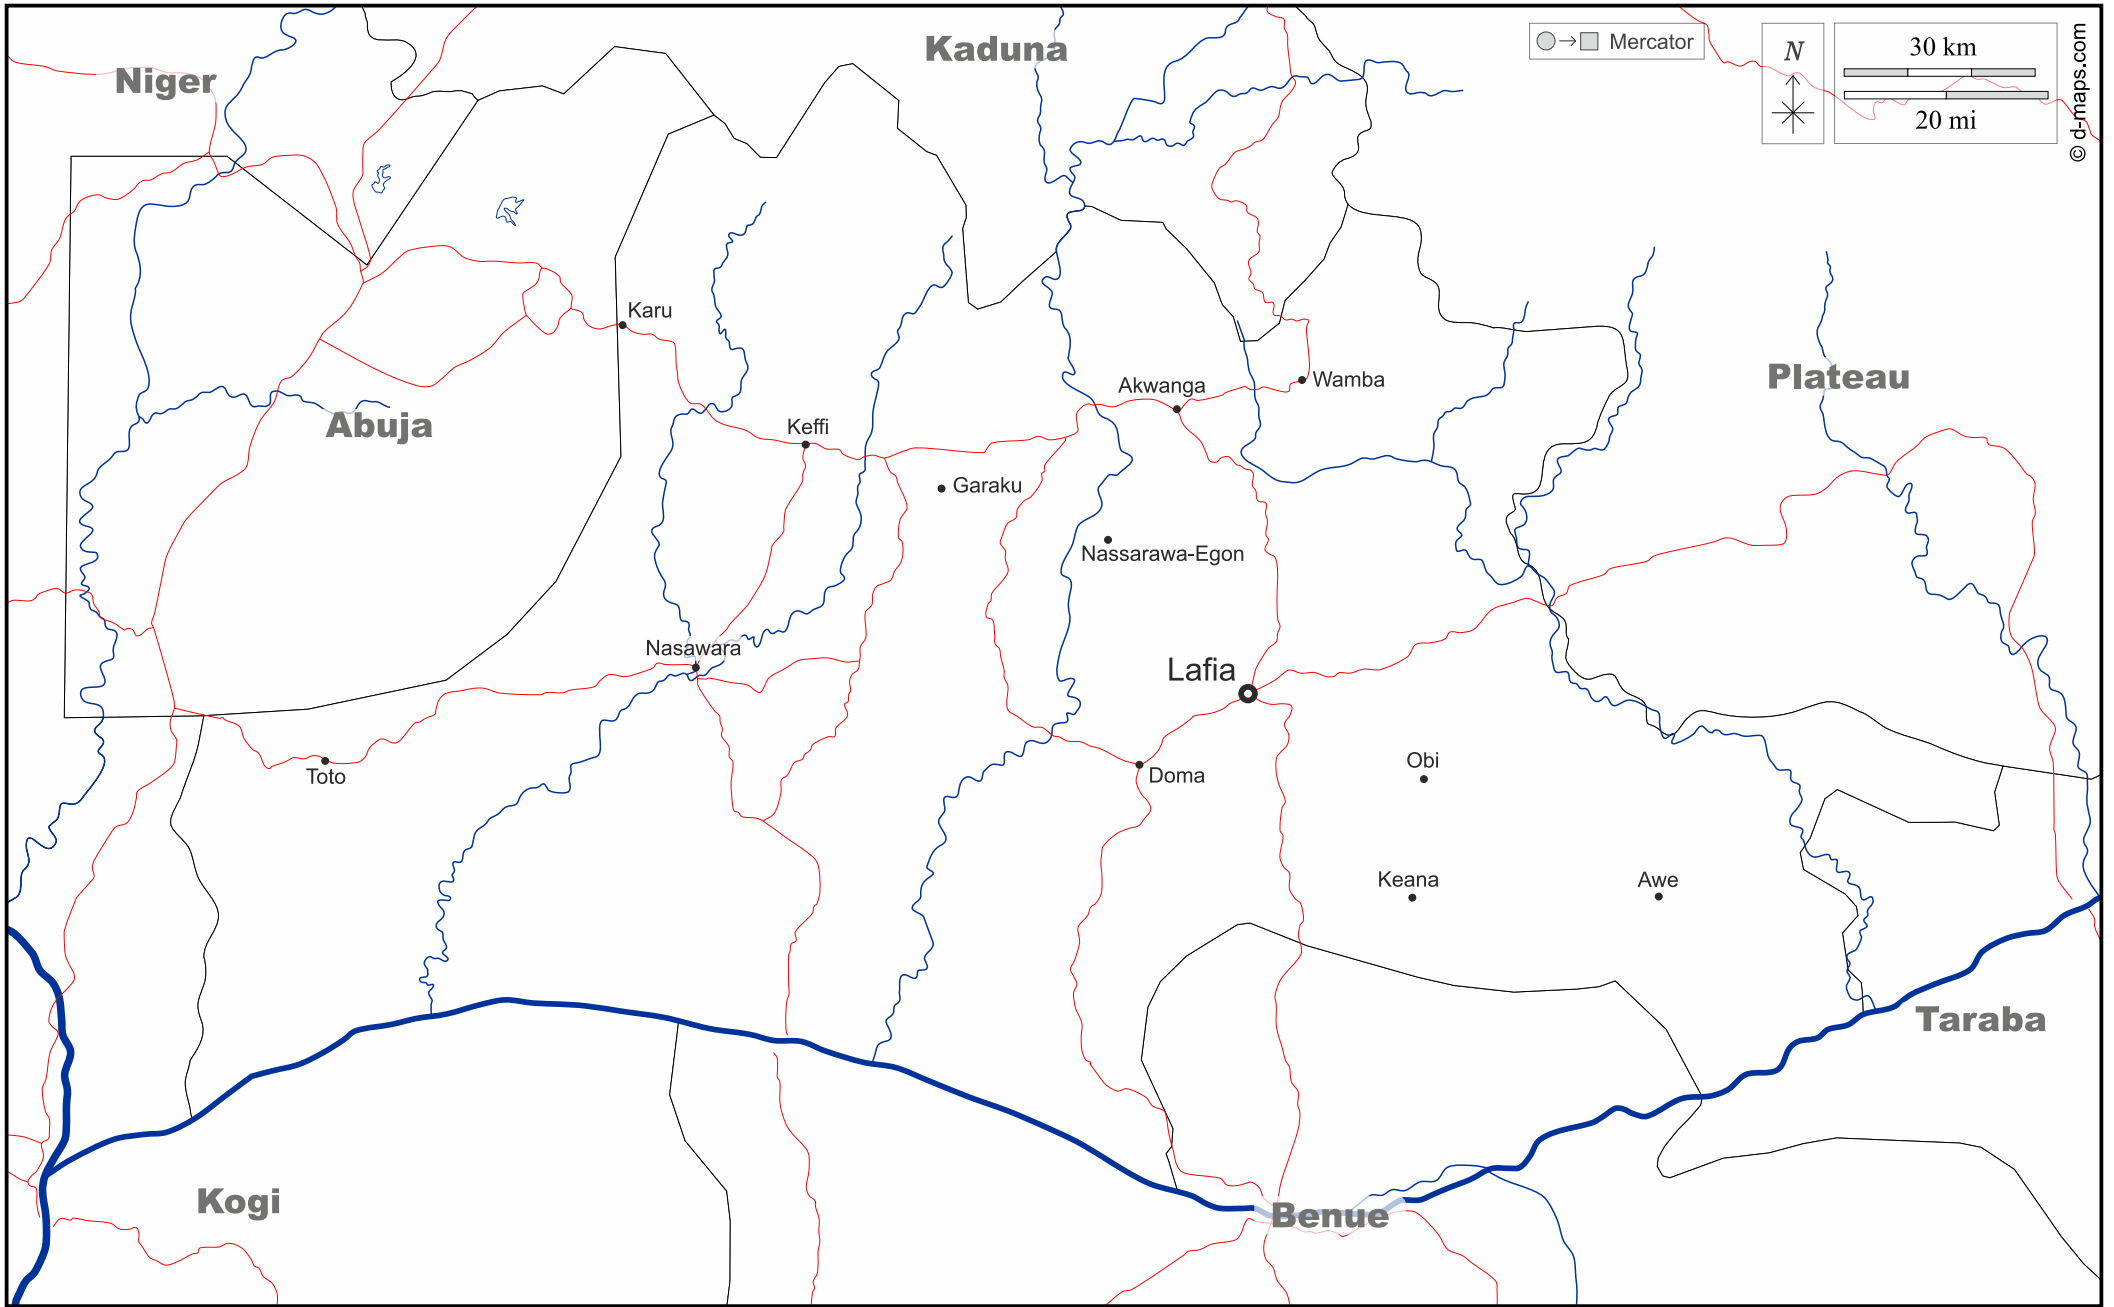 Kaduna
Mercator
N
30 km
20 mi
© d-maps.com
Niger
Karu
Plateau
Akwanga
Wamba
Abuja
Keffi
Garaku
Nassarawa-Egon
Nasawara
Lafia
Toto
Doma
Obi
Keana
Awe
Taraba
Kogi
Benue